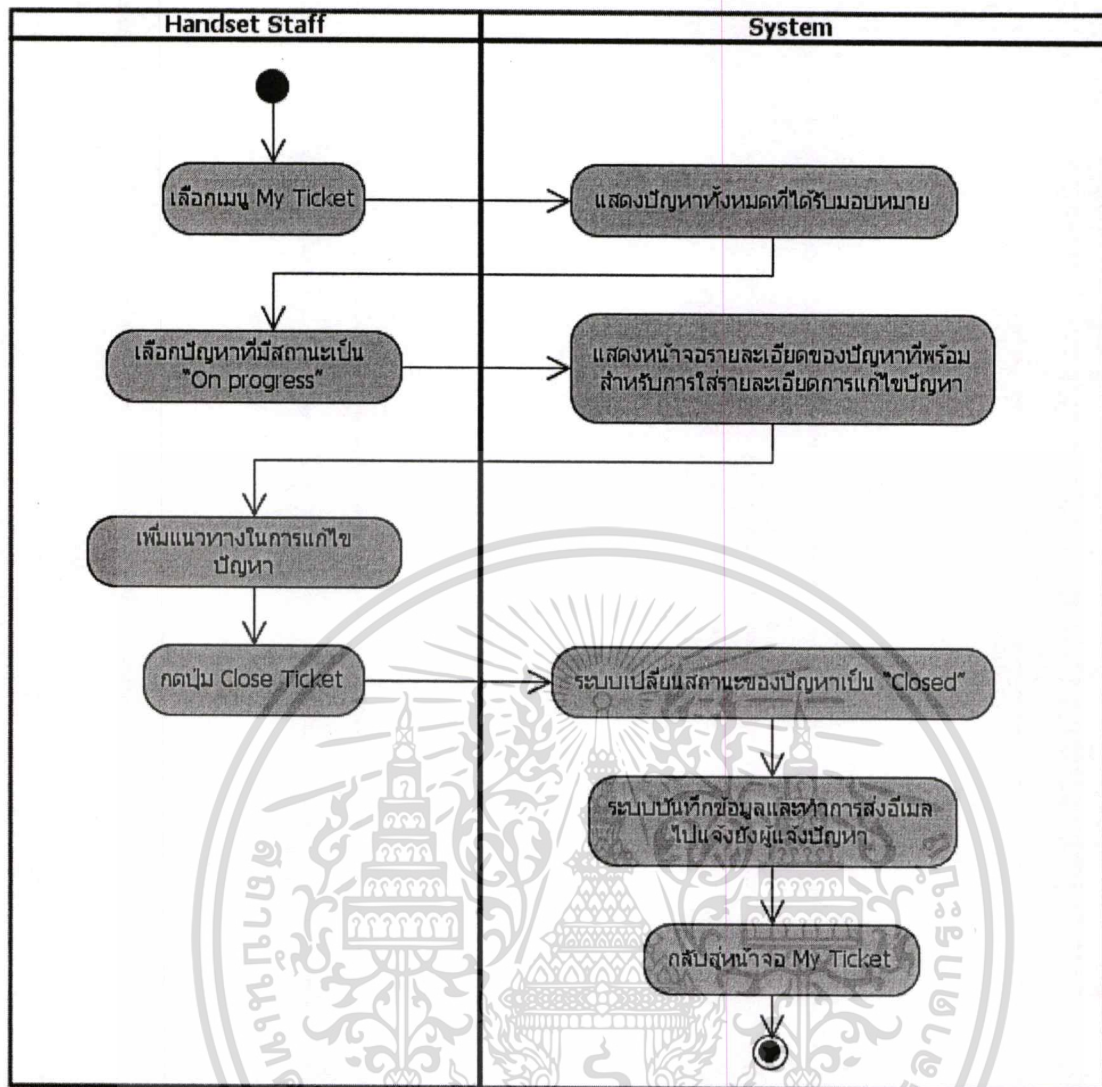 Handset Staff
System
เลือกเมนู My Ticket
แสดงปัญหาทั้งหมดที่ได้รับมอบหมาย
เลือกปัญหาที่มีสถานะเป็น
"On progress"
แสดงหน้าจอรายละเอียดของปัญหาที่พร้อม
สำหรับการใส่รายละเอียดการแก้ไขปัญหา
เพิ่มแนวทางในการแก้ไข
ปัญหา
กดปุ่ม Close Ticket
ระบบเปลี่ยนสถานะของปัญหาเป็น "Closed"
ระบบบันทึกข้อมูลและทำการส่งอีเมล
ไปแจ้งยังผู้แจ้งปัญหา
กลับสู่หน้าจอ My Ticket